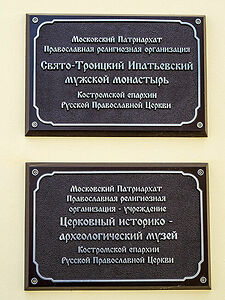 Московский Патриархат
Православная религиозная организация
Свято-Троицкий Ипатьевский
мужской монастырь
Костромской епархии
Русской Православной Церкви
Московский Патриархат
Православная религиозная
организация - учреждение
Церковный историко -
археологический музей
Костромской епархии
Русской Православной Церкви